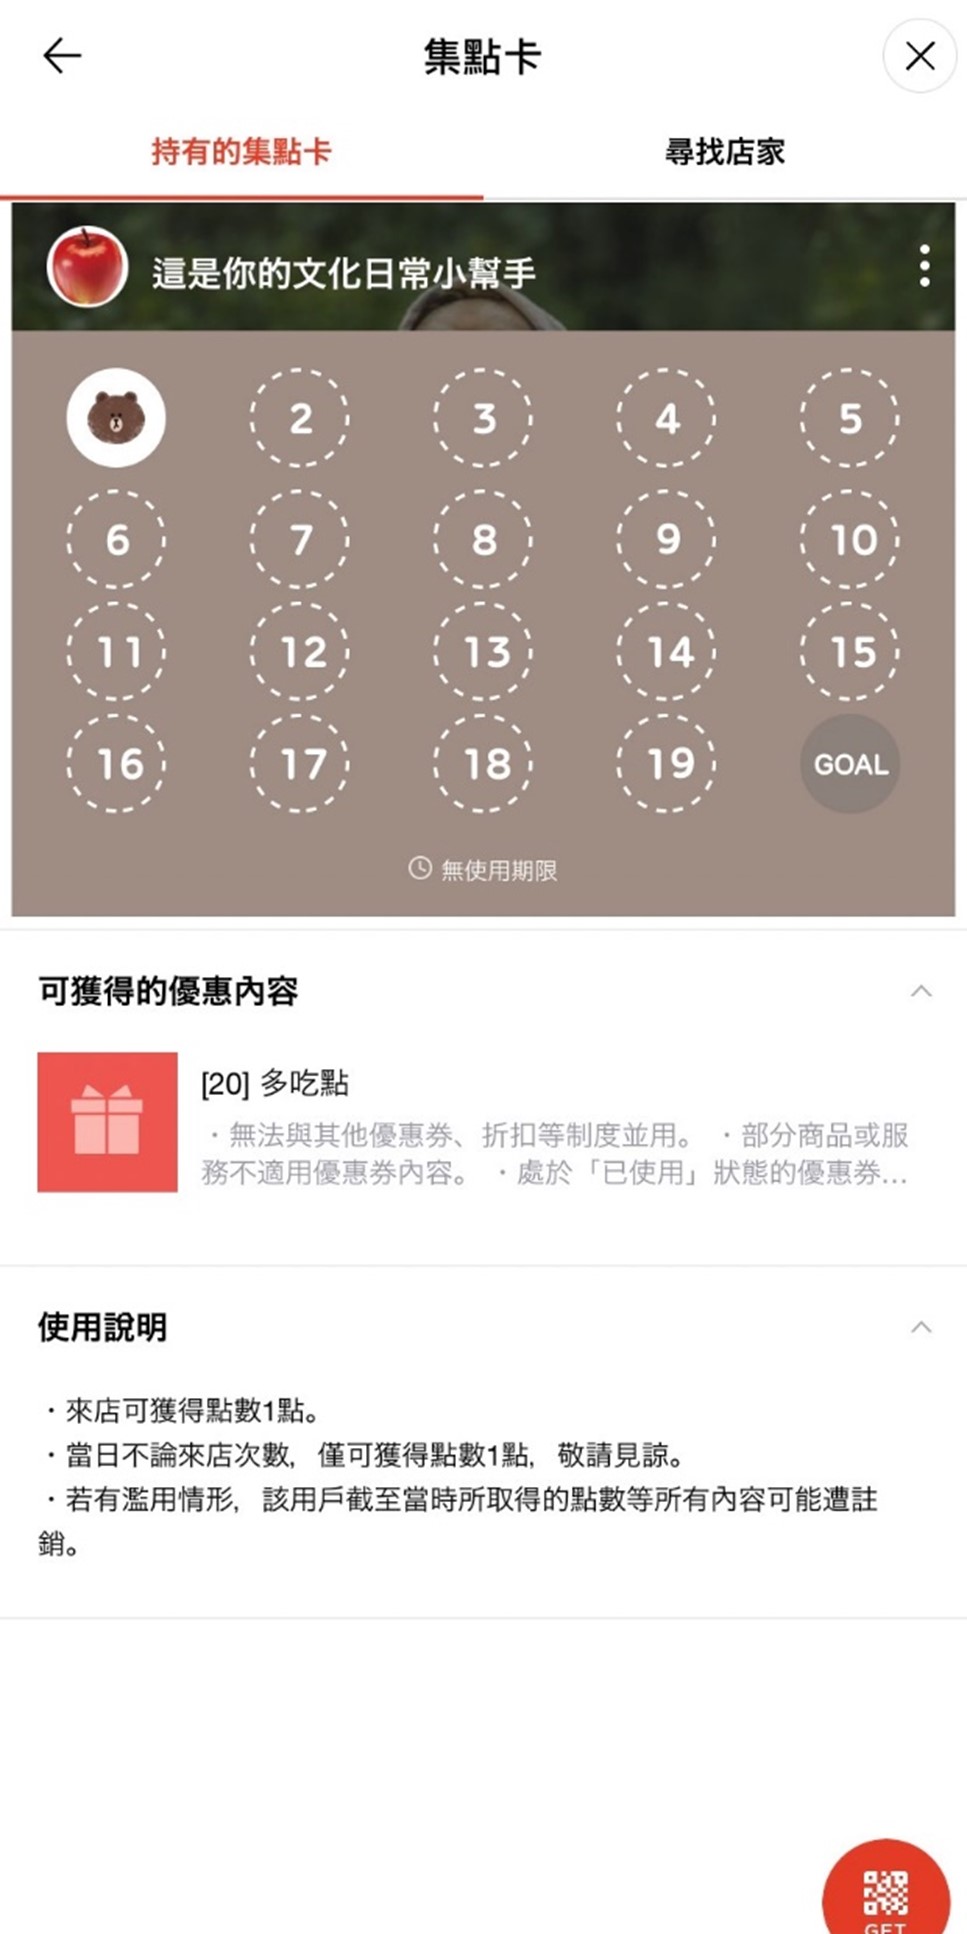 集點卡
持有的集點卡 尋找店家
這是你的文化日常小幫手
2 3 4 5
6 7 8 9 10
11 12 13 14 15
16 17 18 19 GOAL
無使用期限
可獲得的優惠內容
[20] 多吃點
・無法與其他優惠券、折扣等制度並用。 ・部分商品或服
務不適用優惠券內容。 ・處於「已使用」狀態的優惠券...
使用說明
・來店可獲得點數1點。
・當日不論來店次數，僅可獲得點數1點，敬請見諒。
・若有濫用情形，該用戶截至當時所取得的點數等所有內容可能遭註
銷。
GET